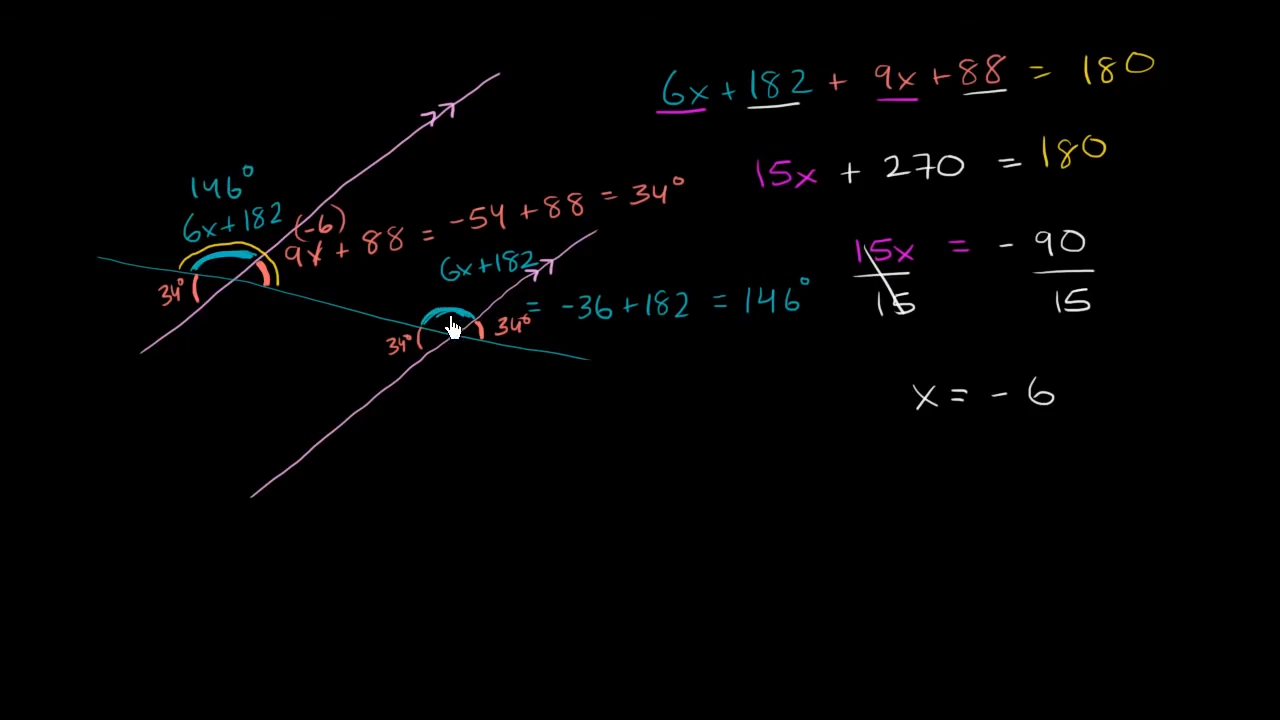 6x + 182 + 9x + 88 = 180
15x + 270 = 180
15x = - 90
15 15
x = - 6
146°
6x + 182
(-6)
9x + 88 = -54 + 88 = 34°
34°
6x + 182
= -36 + 182 = 146°
34°
34°